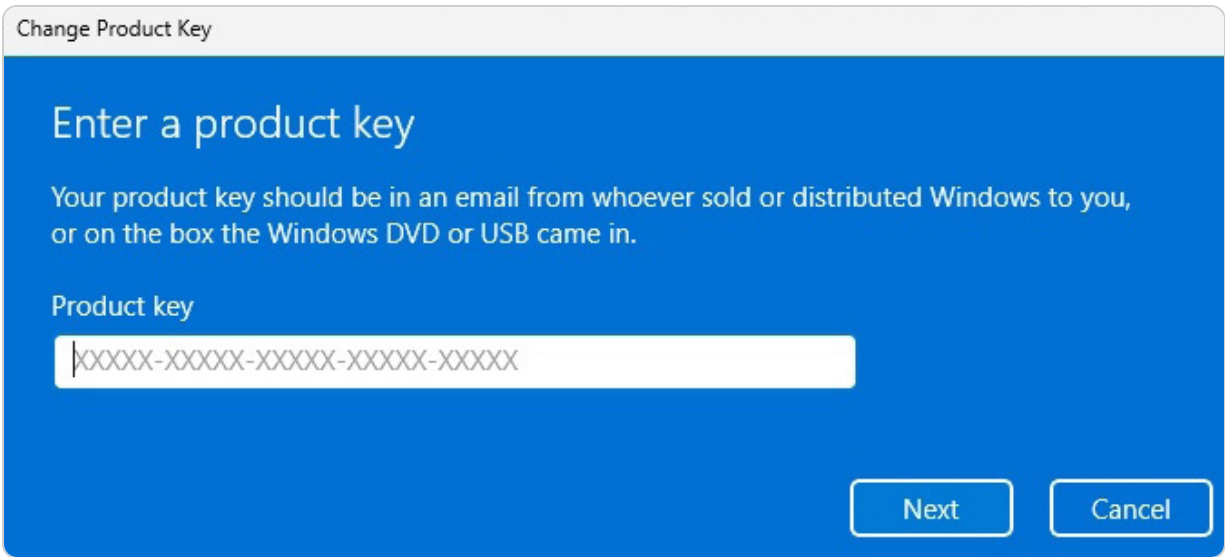 Change Product Key
Enter a product key
Your product key should be in an email from whoever sold or distributed Windows to you,
or on the box the Windows DVD or USB came in.
Product key
XXXXX-XXXXX-XXXXX-XXXXX-XXXXX
Next
Cancel